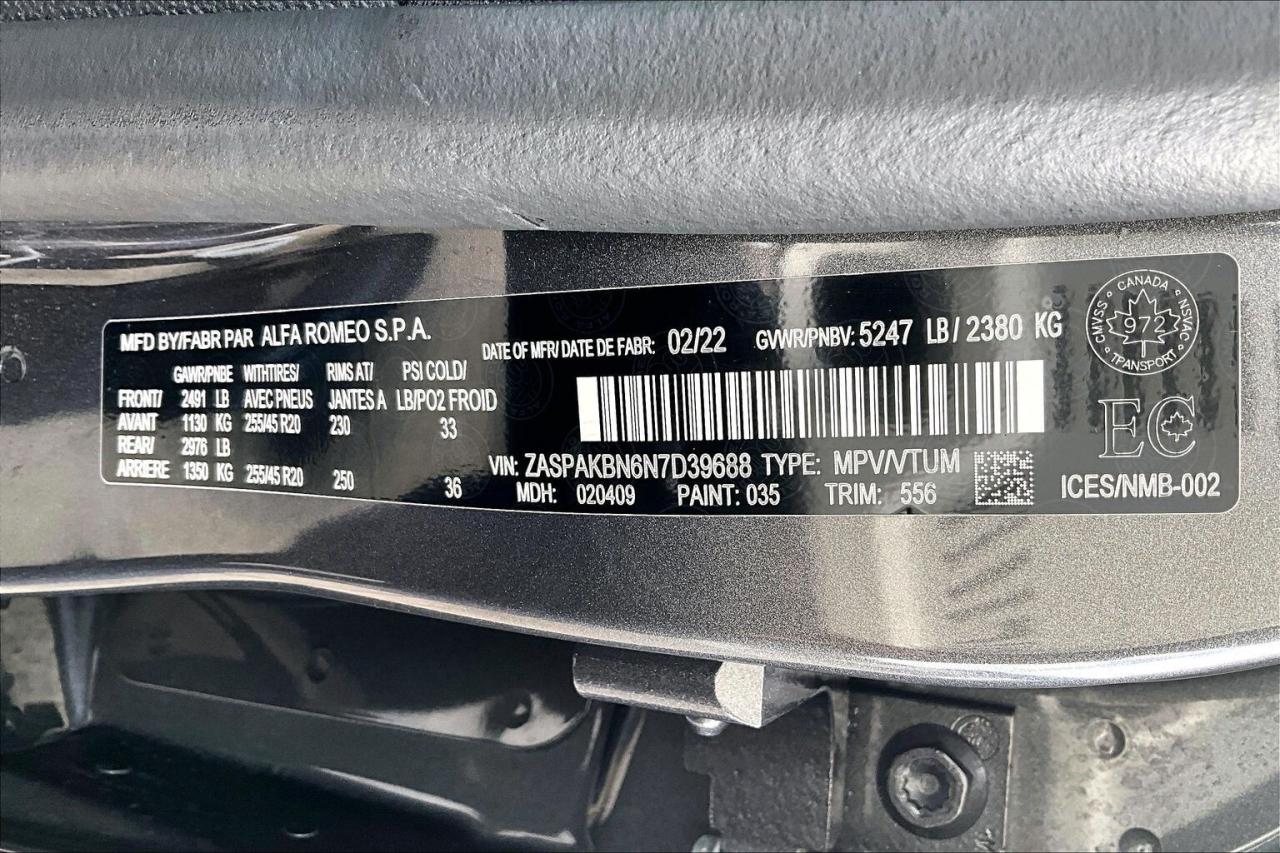 MFD BY/FABR PAR ALFA ROMEO S.P.A.
DATE OF MFR/DATE DE FABR: 02/22 GVWR/PNBV: 5247 LB/2380 KG
GAWR/PNBE WITHTIRES/ RIMS AT/ PSI COLD/
FRONT/ 2491 LB AVEC PNEUS JANTES A LB/PO2 FROID
AVANT 1130 KG 255/45 R20 230 33
REAR/ 2976 LB
ARRIERE 1350 KG 255/45 R20 250 36
VIN: ZASPAKBN6N7D39688 TYPE: MPV/VTUM
MDH: 020409 PAINT: 035 TRIM: 556
CANADA
CMVSS 972 NSVAC
TRANSPORT
EC
ICES/NMB-002